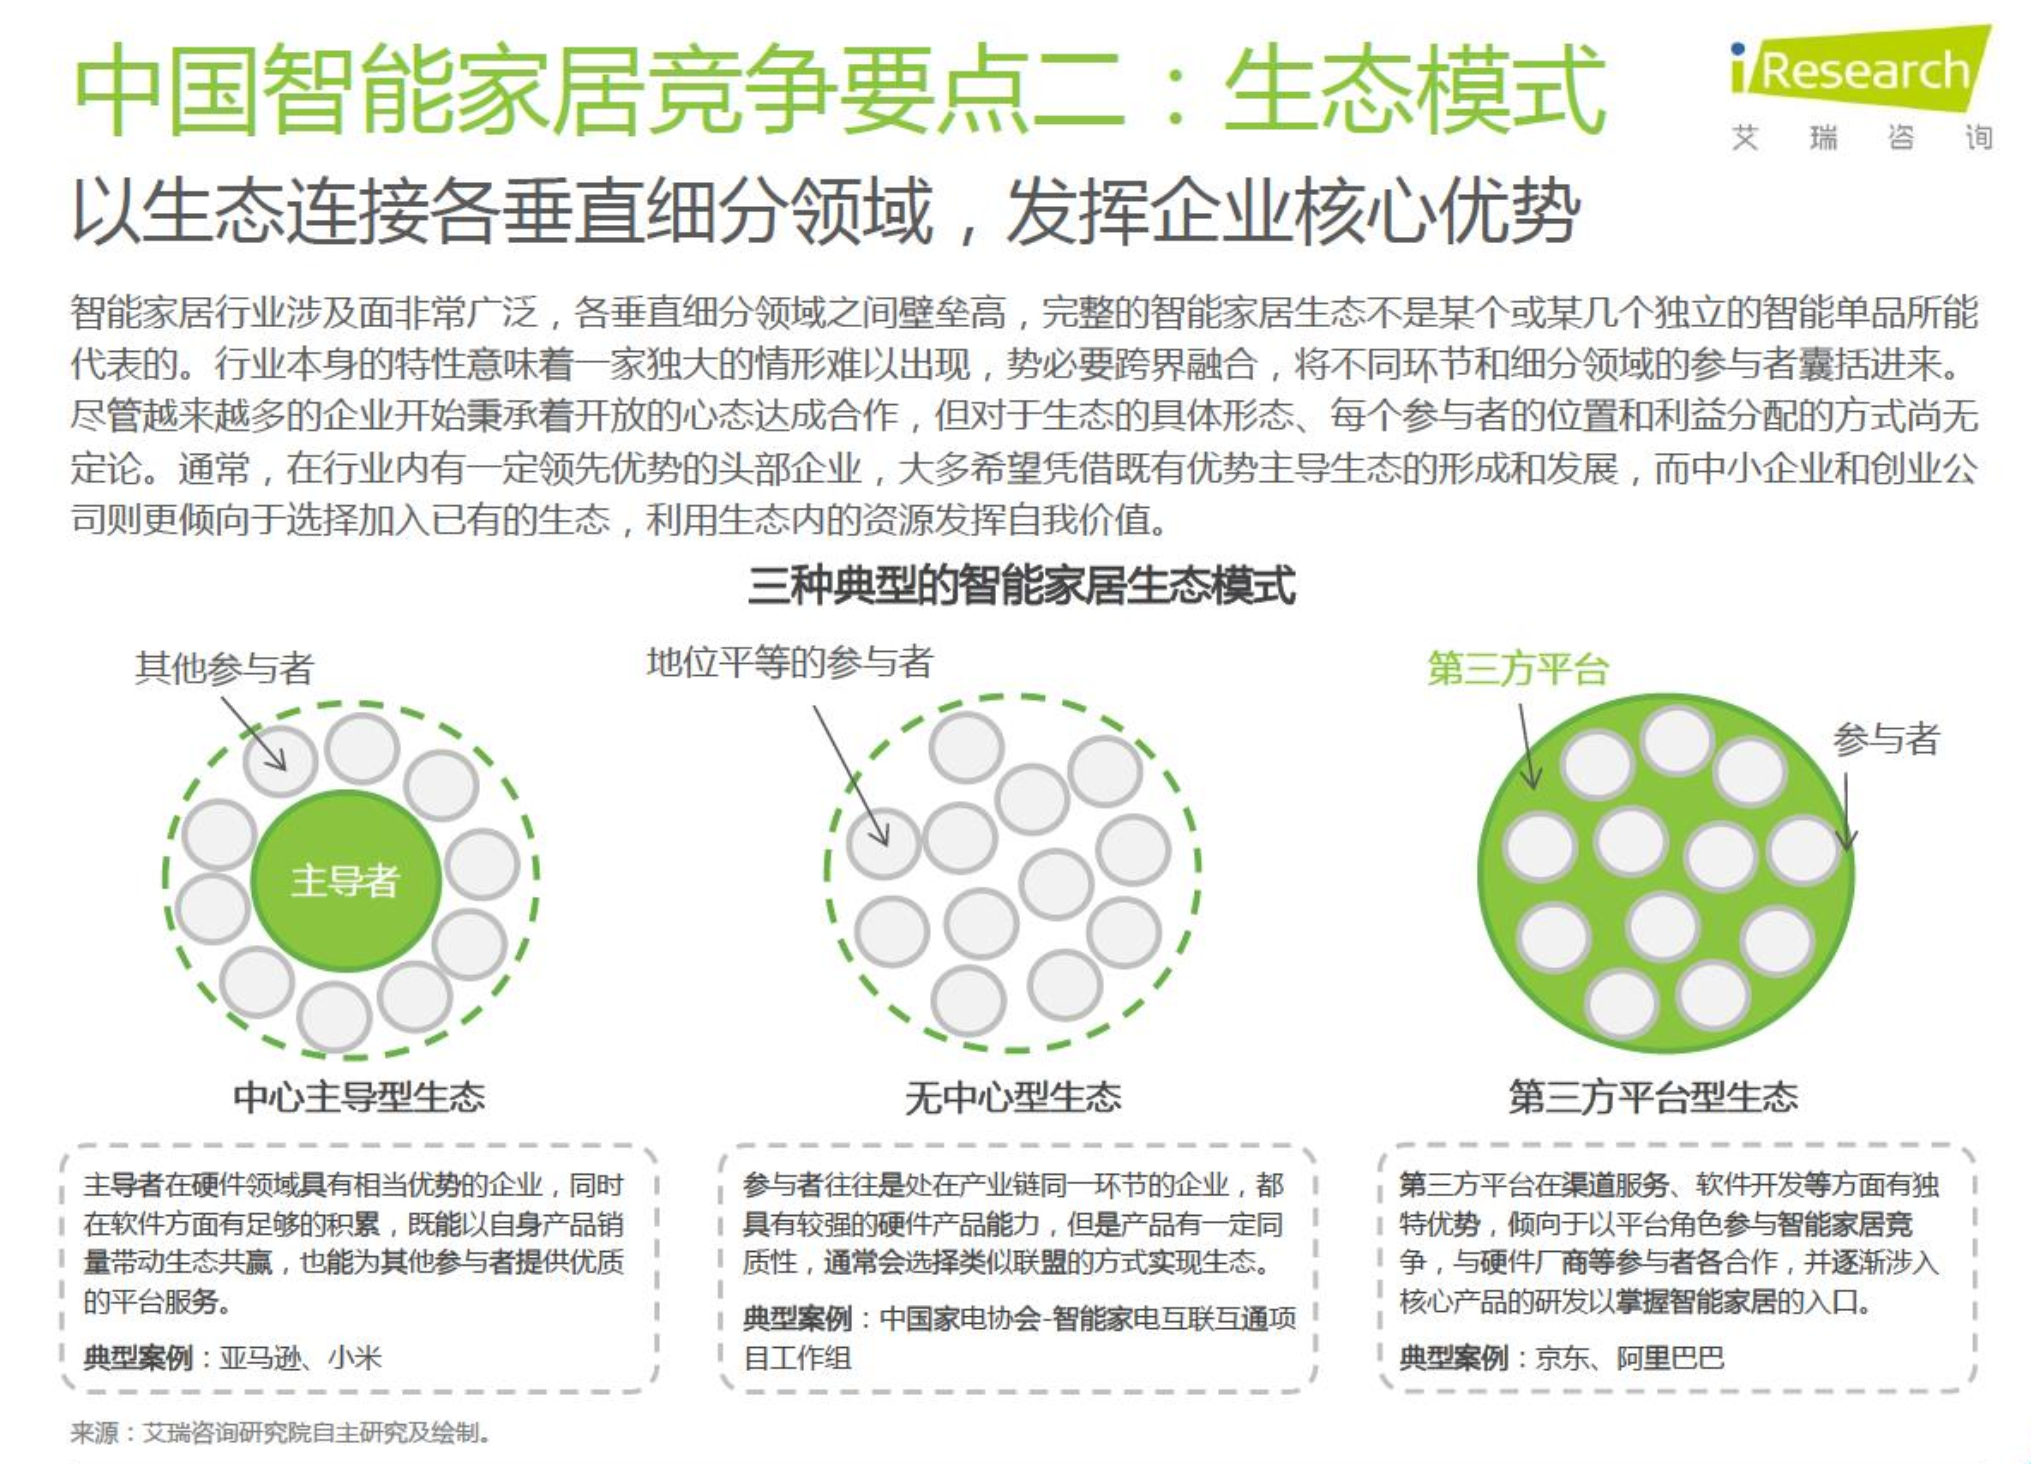 中国智能家居竞争要点二：生态模式
iResearch
艾瑞咨询
以生态连接各垂直细分领域，发挥企业核心优势
智能家居行业涉及面非常广泛，各垂直细分领域之间壁垒高，完整的智能家居生态不是某个或某几个独立的智能单品所能
代表的。行业本身的特性意味着一家独大的情形难以出现，势必要跨界融合，将不同环节和细分领域的参与者囊括进来。
尽管越来越多的企业开始秉承着开放的心态达成合作，但对于生态的具体形态、每个参与者的位置和利益分配的方式尚无
定论。通常，在行业内有一定领先优势的头部企业，大多希望凭借既有优势主导生态的形成和发展，而中小企业和创业公
司则更倾向于选择加入已有的生态，利用生态内的资源发挥自我价值。
三种典型的智能家居生态模式
其他参与者
主导者
中心主导型生态
地位平等的参与者
无中心型生态
第三方平台
参与者
第三方平台型生态
主导者在硬件领域具有相当优势的企业，同时
在软件方面有足够的积累，既能以自身产品销
量带动生态共赢，也能为其他参与者提供优质
的平台服务。
典型案例：亚马逊、小米
参与者往往是处在产业链同一环节的企业，都
具有较强的硬件产品能力，但是产品有一定同
质性，通常会选择类似联盟的方式实现生态。
典型案例：中国家电协会-智能家电互联互通项
目工作组
第三方平台在渠道服务、软件开发等方面有独
特优势，倾向于以平台角色参与智能家居竞
争，与硬件厂商等参与者各合作，并逐渐涉入
核心产品的研发以掌握智能家居的入口。
典型案例：京东、阿里巴巴
来源：艾瑞咨询研究院自主研究及绘制。